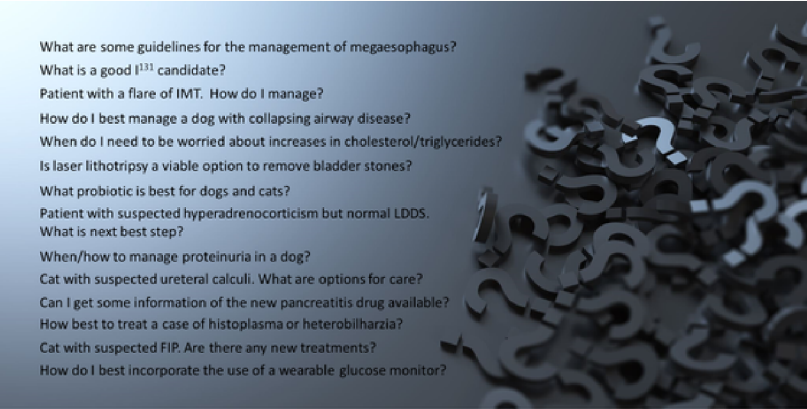 What are some guidelines for the management of megaesophagus?
What is a good I¹³¹ candidate?
Patient with a flare of IMT.  How do I manage?
How do I best manage a dog with collapsing airway disease?
When do I need to be worried about increases in cholesterol/triglycerides?
Is laser lithotripsy a viable option to remove bladder stones?
What probiotic is best for dogs and cats?
Patient with suspected hyperadrenocorticism but normal LDDS.
What is next best step?
When/how to manage proteinuria in a dog?
Cat with suspected ureteral calculi. What are options for care?
Can I get some information of the new pancreatitis drug available?
How best to treat a case of histoplasma or heterobilharzia?
Cat with suspected FIP. Are there any new treatments?
How do I best incorporate the use of a wearable glucose monitor?